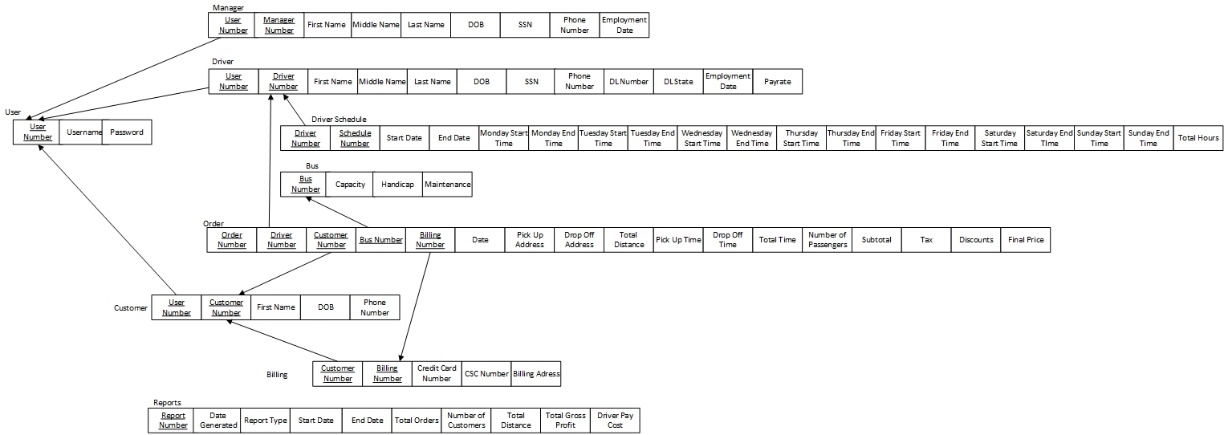 Manager
User Number Manager Number First Name Middle Name Last Name DOB SSN Phone Number Employment Date
Driver
User Number Driver Number First Name Middle Name Last Name DOB SSN Phone Number DL Number DL State Employment Date Payrate
User
User Number Username Password
Driver Schedule
Driver Number Schedule Number Start Date End Date Monday Start Time Monday End Time Tuesday Start Time Tuesday End Time Wednesday Start Time Wednesday End Time Thursday Start Time Thursday End Time Friday Start Time Friday End Time Saturday Start Time Saturday End Time Sunday Start Time Sunday End Time Total Hours
Bus
Bus Number Capacity Handicap Maintenance
Order
Order Number Driver Number Customer Number Bus Number Billing Number Date Pick Up Address Drop Off Address Total Distance Pick Up Time Drop Off Time Total Time Number of Passengers Subtotal Tax Discounts Final Price
Customer
User Number Customer Number First Name DOB Phone Number
Billing
Customer Number Billing Number Credit Card Number CSC Number Billing Adress
Reports
Report Number Date Generated Report Type Start Date End Date Total Orders Number of Customers Total Distance Total Gross Profit Driver Pay Cost